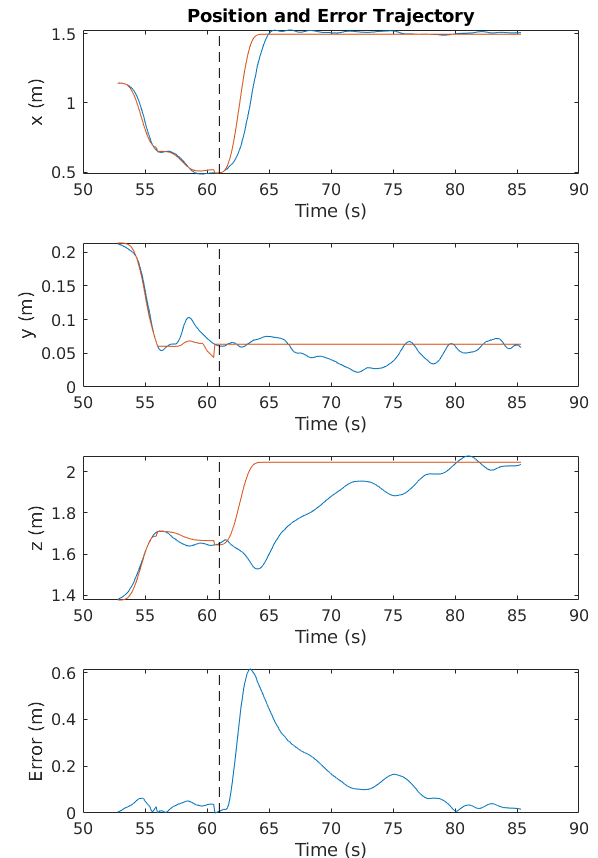 Position and Error Trajectory
1.5
1
0.5
x (m)
50 55 60 65 70 75 80 85 90
Time (s)
0.2
0.15
0.1
0.05
0
y (m)
50 55 60 65 70 75 80 85 90
Time (s)
2
1.8
1.6
1.4
z (m)
50 55 60 65 70 75 80 85 90
Time (s)
0.6
0.4
0.2
0
Error (m)
50 55 60 65 70 75 80 85 90
Time (s)